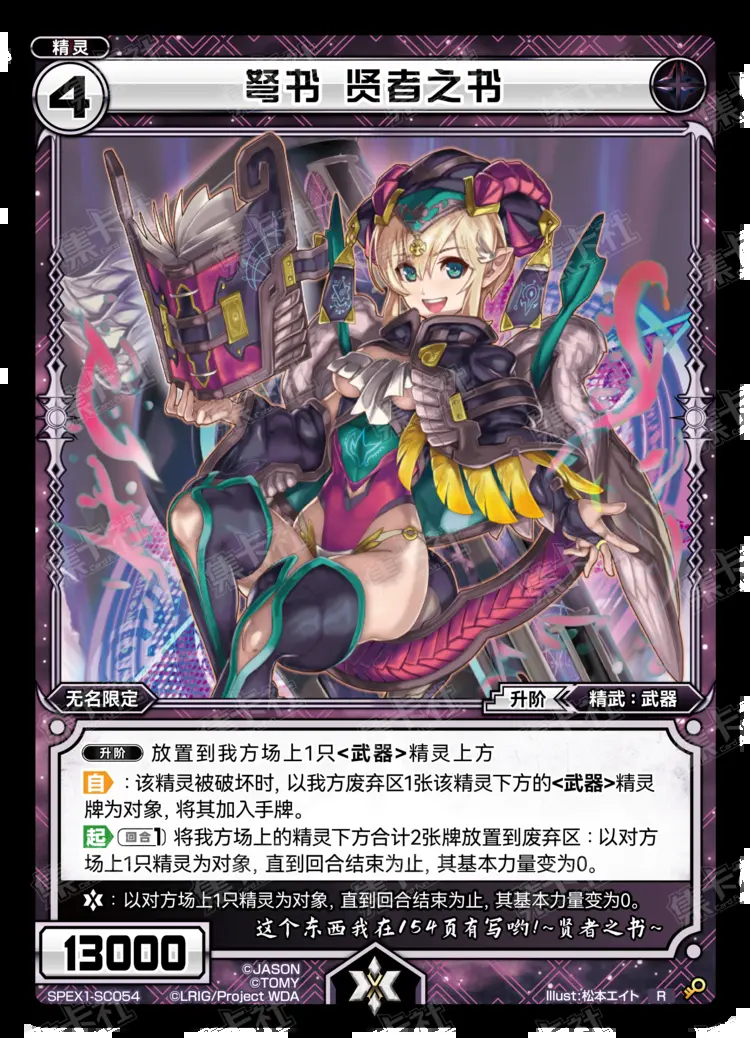 精灵
4
弩书 贤者之书
无名限定
升阶
精武：武器
升阶 放置到我方场上1只<武器>精灵上方
自：该精灵被破坏时，以我方废弃区1张该精灵下方的<武器>精灵
牌为对象，将其加入手牌。
起 回合1 将我方场上的精灵下方合计2张牌放置到废弃区：以对方
场上1只精灵为对象，直到回合结束为止，其基本力量变为0。
：以对方场上1只精灵为对象，直到回合结束为止，其基本力量变为0。
这个东西我在154页有写哟!~贤者之书~
13000
©JASON
©TOMY
SPEX1-SC054 ©LRIG/Project WDA
Illust:松本エイト R
集卡社